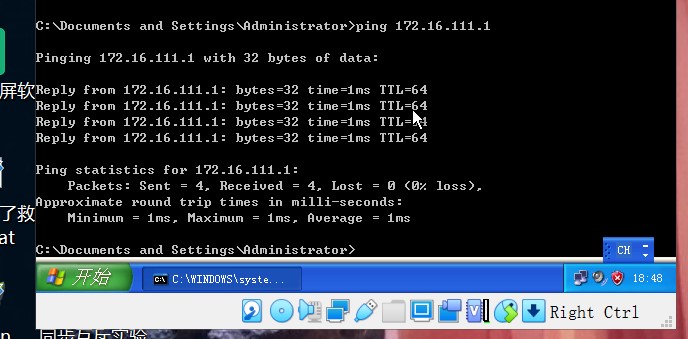 C:\Documents and Settings\Administrator>ping 172.16.111.1
Pinging 172.16.111.1 with 32 bytes of data:
屏软
Reply from 172.16.111.1: bytes=32 time=1ms TTL=64
Reply from 172.16.111.1: bytes=32 time=1ms TTL=64
Reply from 172.16.111.1: bytes=32 time=1ms TTL=64
Reply from 172.16.111.1: bytes=32 time=1ms TTL=64
Ping statistics for 172.16.111.1:
Packets: Sent = 4, Received = 4, Lost = 0 (0% loss),
Approximate round trip times in milli-seconds:
了救
Minimum = 1ms, Maximum = 1ms, Average = 1ms
at
C:\Documents and Settings\Administrator>
CH
开始
C:\WINDOWS\syste...
18:48
Right Ctrl